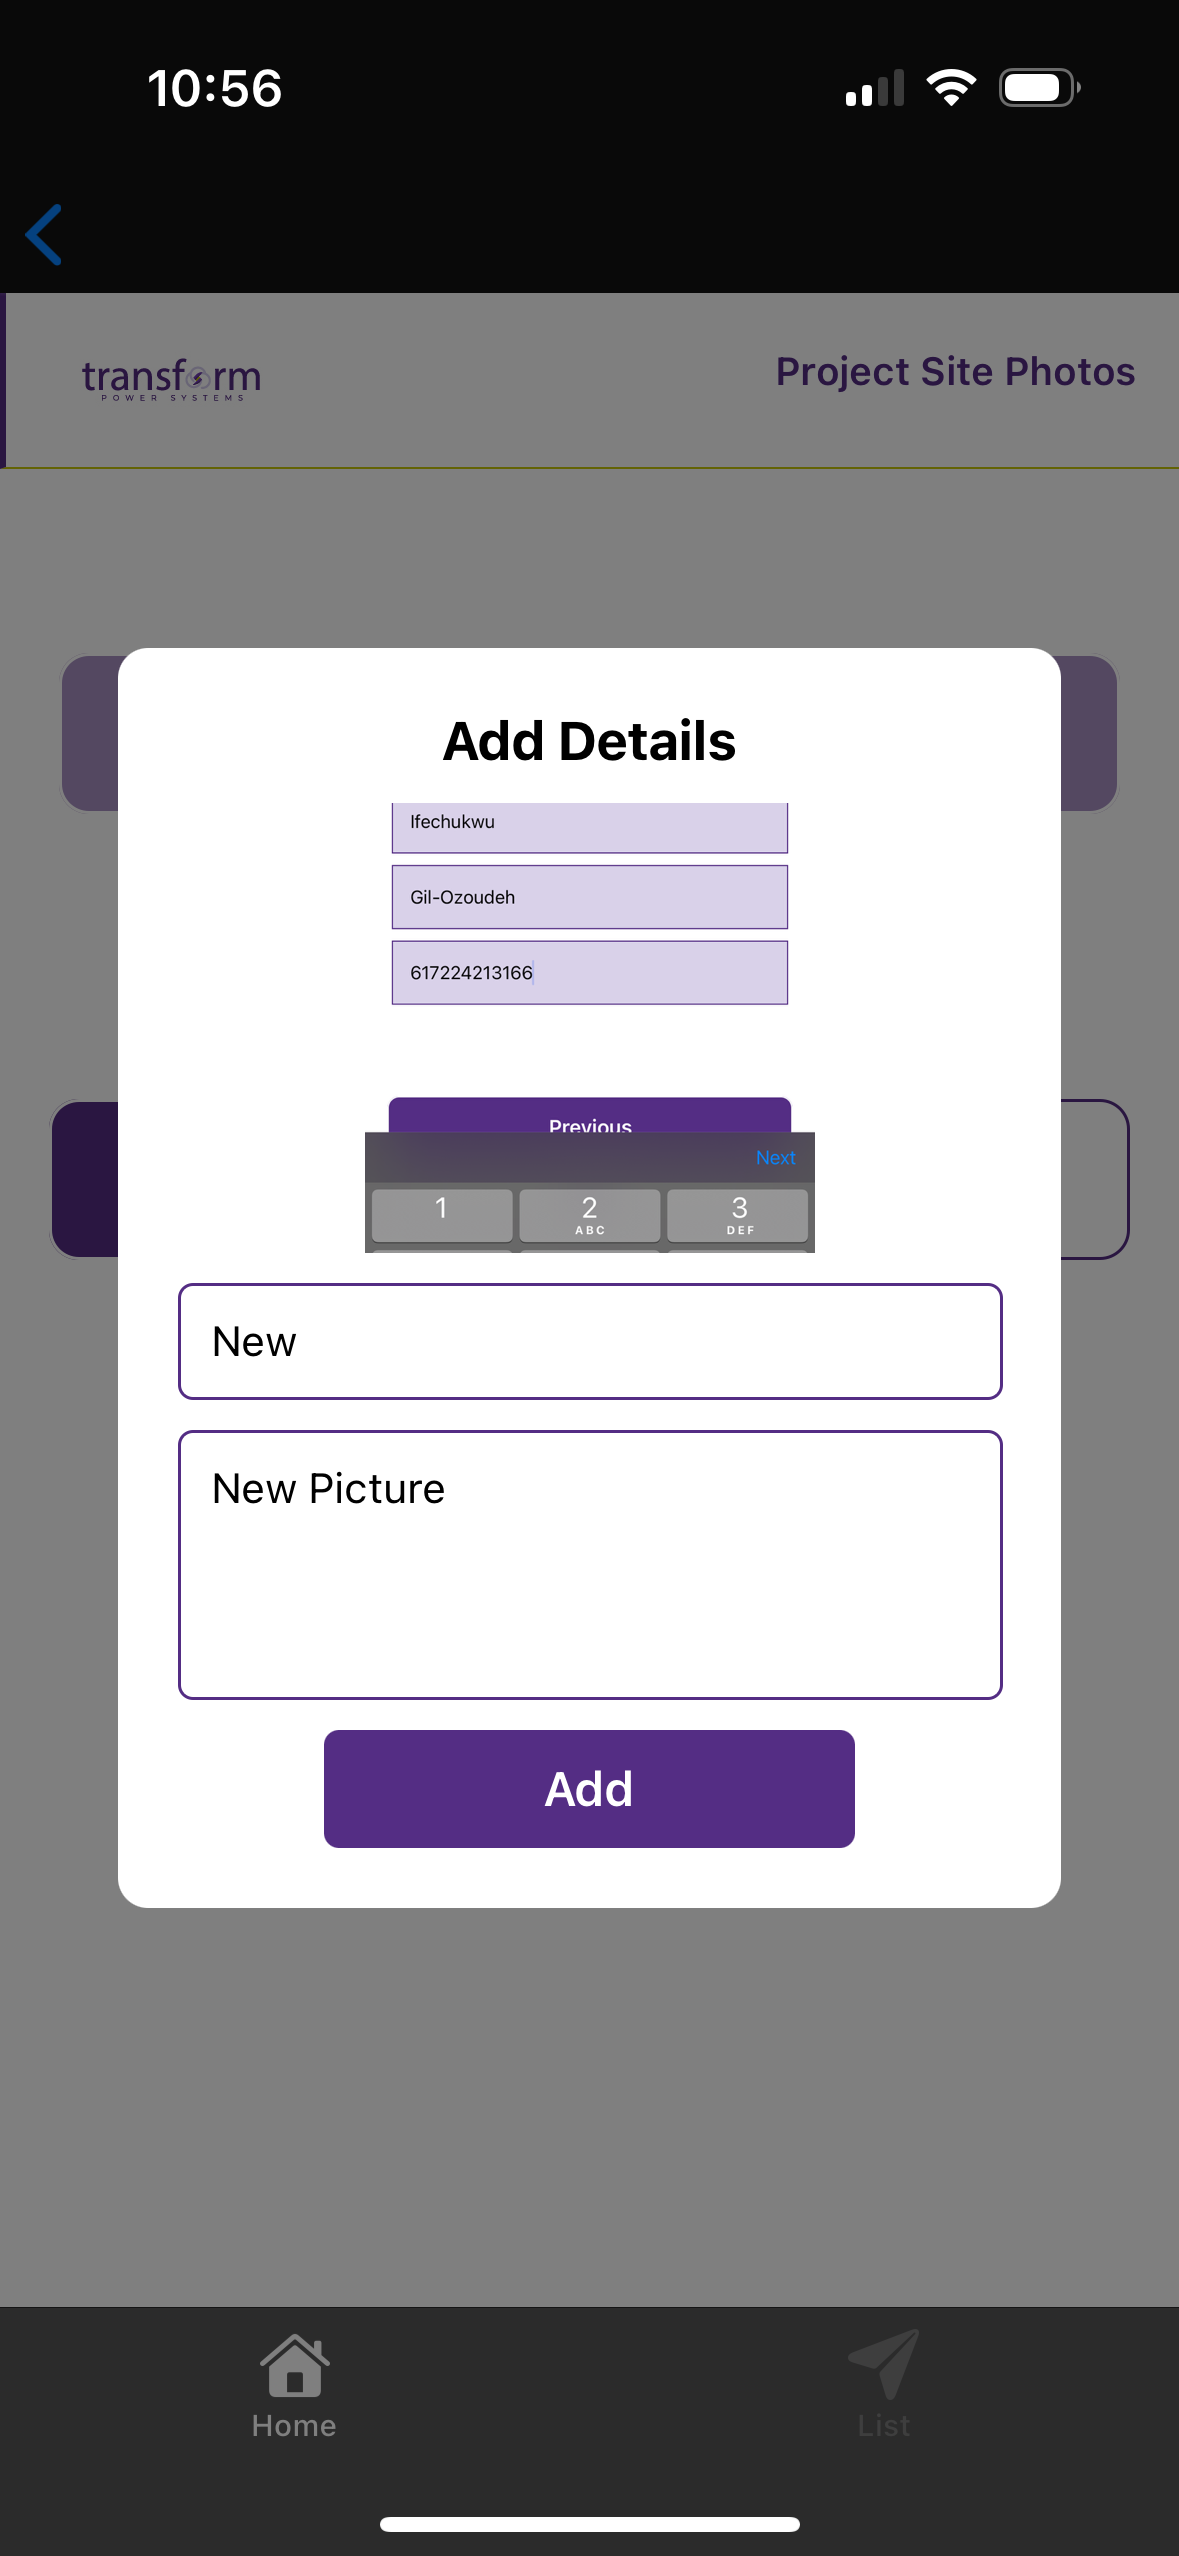 10:56
transform
POWER SYSTEMS
Project Site Photos
Add Details
Ifechukwu
Gil-Ozoudeh
617224213166
Previous
Next
1
2
ABC
3
DEF
New
New Picture
Add
Home
List